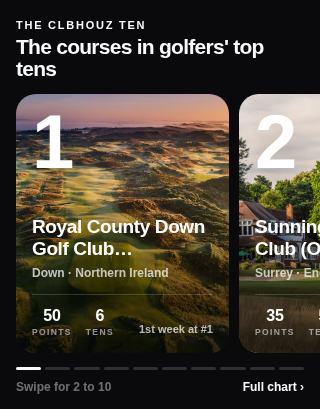 THE CLBHOUZ TEN
The courses in golfers' top
tens
1
Royal County Down
Golf Club…
Down · Northern Ireland
50
POINTS
6
TENS
1st week at #1
2
Club (O
Surrey
35
POINTS
Swipe for 2 to 10
Full chart ›